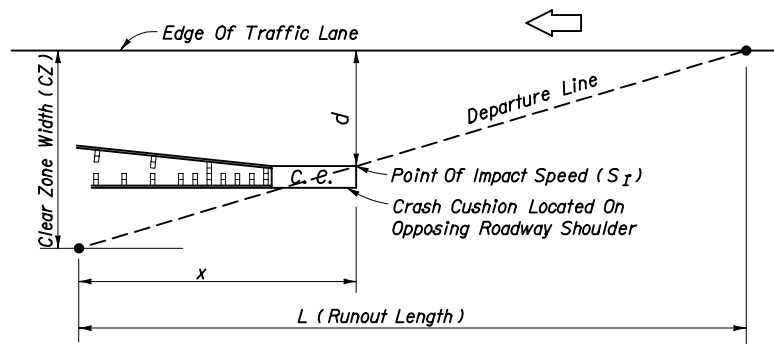 Edge Of Traffic Lane
Clear Zone Width (CZ)
d
Departure Line
C. C.
Point Of Impact Speed (SI)
Crash Cushion Located On
Opposing Roadway Shoulder
x
L (Runout Length)